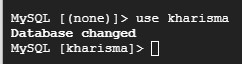 MySQL [(none)]> use kharisma
Database changed
MySQL [kharisma]>